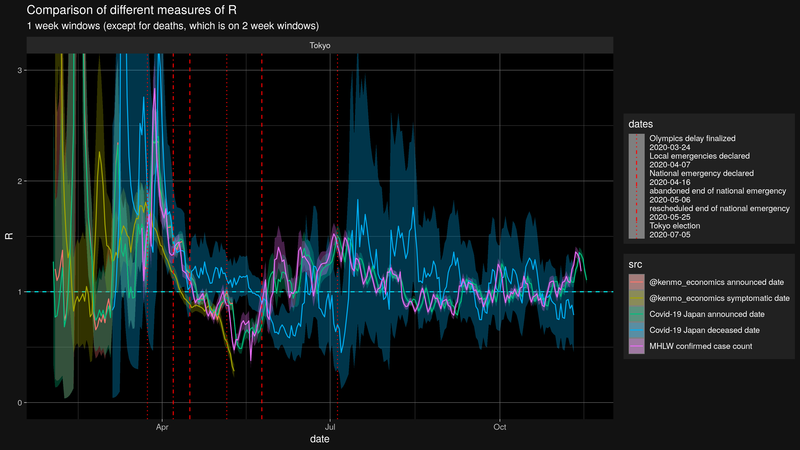 Comparison of different measures of R
1 week windows (except for deaths, which is on 2 week windows)
Tokyo
3
2
1
0
R
Apr
Jul
Oct
date
dates
Olympics delay finalized
2020-03-24
Local emergencies declared
2020-04-07
National emergency declared
2020-04-16
abandoned end of national emergency
2020-05-06
rescheduled end of national emergency
2020-05-25
Tokyo election
2020-07-05
src
@kenmo_economics announced date
@kenmo_economics symptomatic date
Covid-19 Japan announced date
Covid-19 Japan deceased date
MHLW confirmed case count